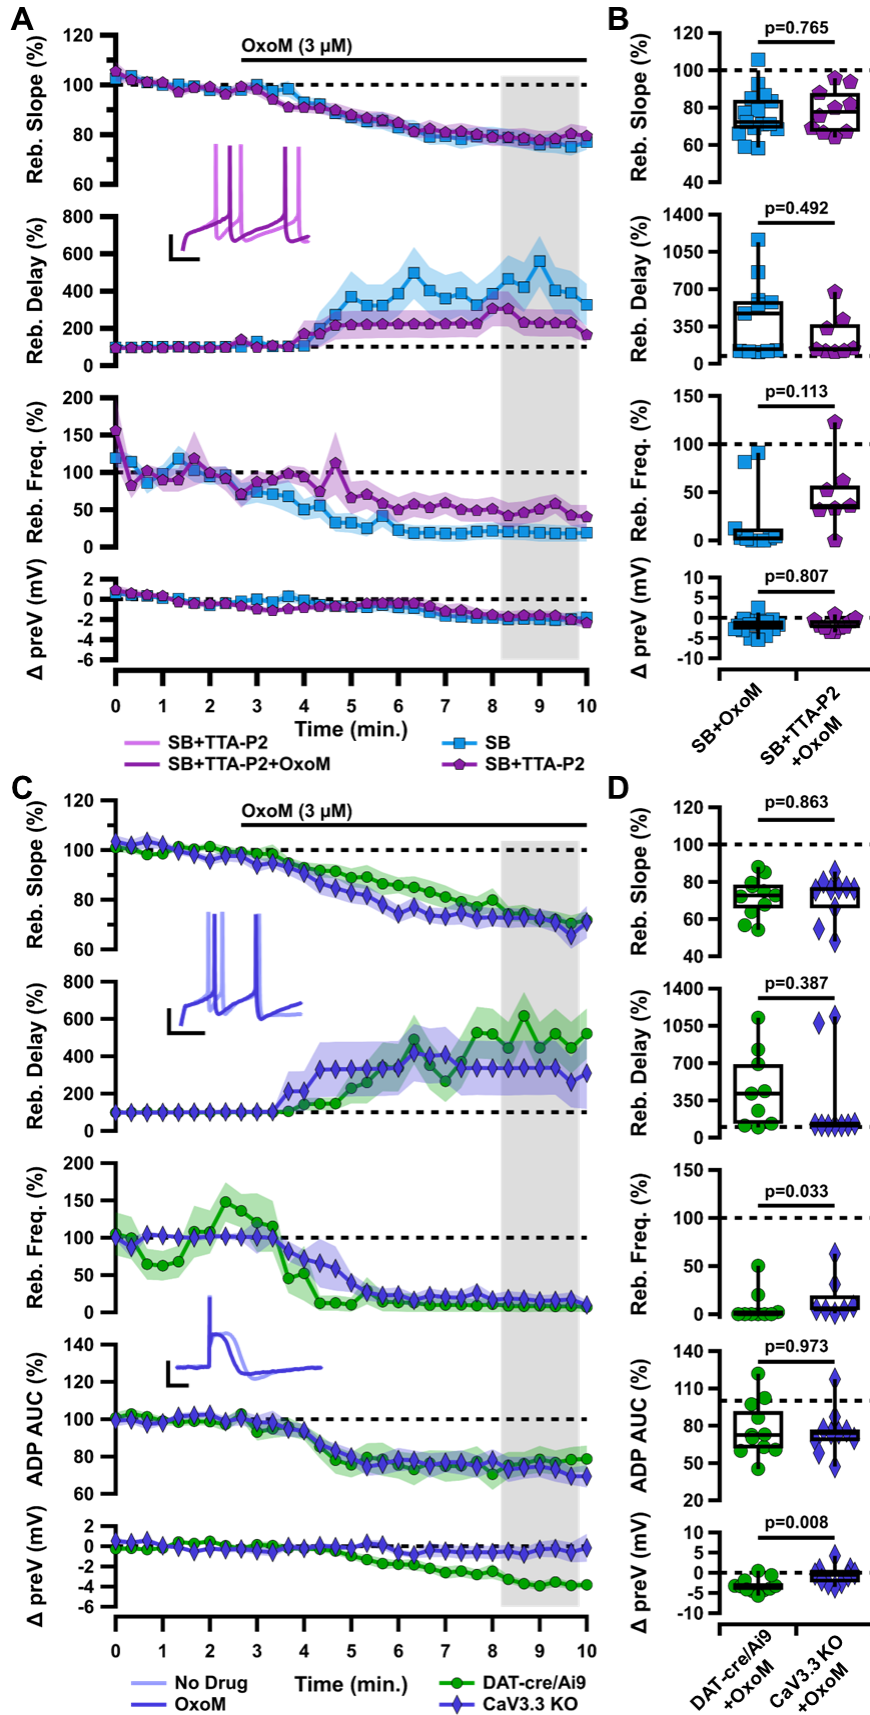 A
OxoM (3 µM)
Reb. Slope (%)
120
100
80
60
Reb. Delay (%)
800
600
400
200
0
Reb. Freq. (%)
200
150
100
50
0
Δ preV (mV)
2
0
-2
-4
-6
0 1 2 3 4 5 6 7 8 9 10
Time (min.)
SB+TTA-P2
SB+TTA-P2+OxoM
SB
SB+TTA-P2
B
Reb. Slope (%)
120
100
80
60
40
p=0.765
Reb. Delay (%)
1400
1050
700
350
0
p=0.492
Reb. Freq. (%)
150
100
50
0
p=0.113
Δ preV (mV)
10
5
0
-5
-10
p=0.807
SB+OxoM
SB+TTA-P2
+OxoM
C
OxoM (3 µM)
Reb. Slope (%)
120
100
80
60
Reb. Delay (%)
800
600
400
200
0
Reb. Freq. (%)
200
150
100
50
0
ADP AUC (%)
140
120
100
80
60
Δ preV (mV)
2
0
-2
-4
-6
0 1 2 3 4 5 6 7 8 9 10
Time (min.)
No Drug
OxoM
DAT-cre/Ai9
CaV3.3 KO
D
Reb. Slope (%)
120
100
80
60
40
p=0.863
Reb. Delay (%)
1400
1050
700
350
0
p=0.387
Reb. Freq. (%)
150
100
50
0
p=0.033
ADP AUC (%)
140
110
80
50
20
p=0.973
Δ preV (mV)
10
5
0
-5
-10
p=0.008
DAT-cre/Ai9
+OxoM
CaV3.3 KO
+OxoM